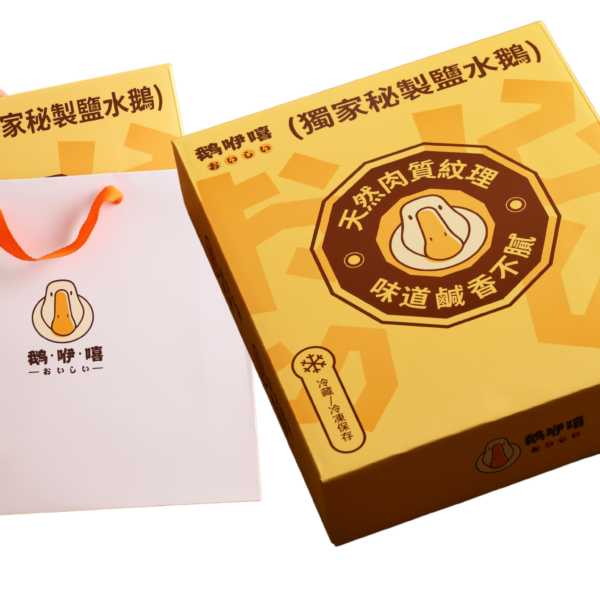 家秘製鹽水鵝)
鵝·咿·嘻
おいしい
鵝咿嘻
おいしい
(獨家秘製鹽水鵝)
天然肉質紋理
味道鹹香不膩
冷藏/冷凍保存
鵝咿嘻
おいしい